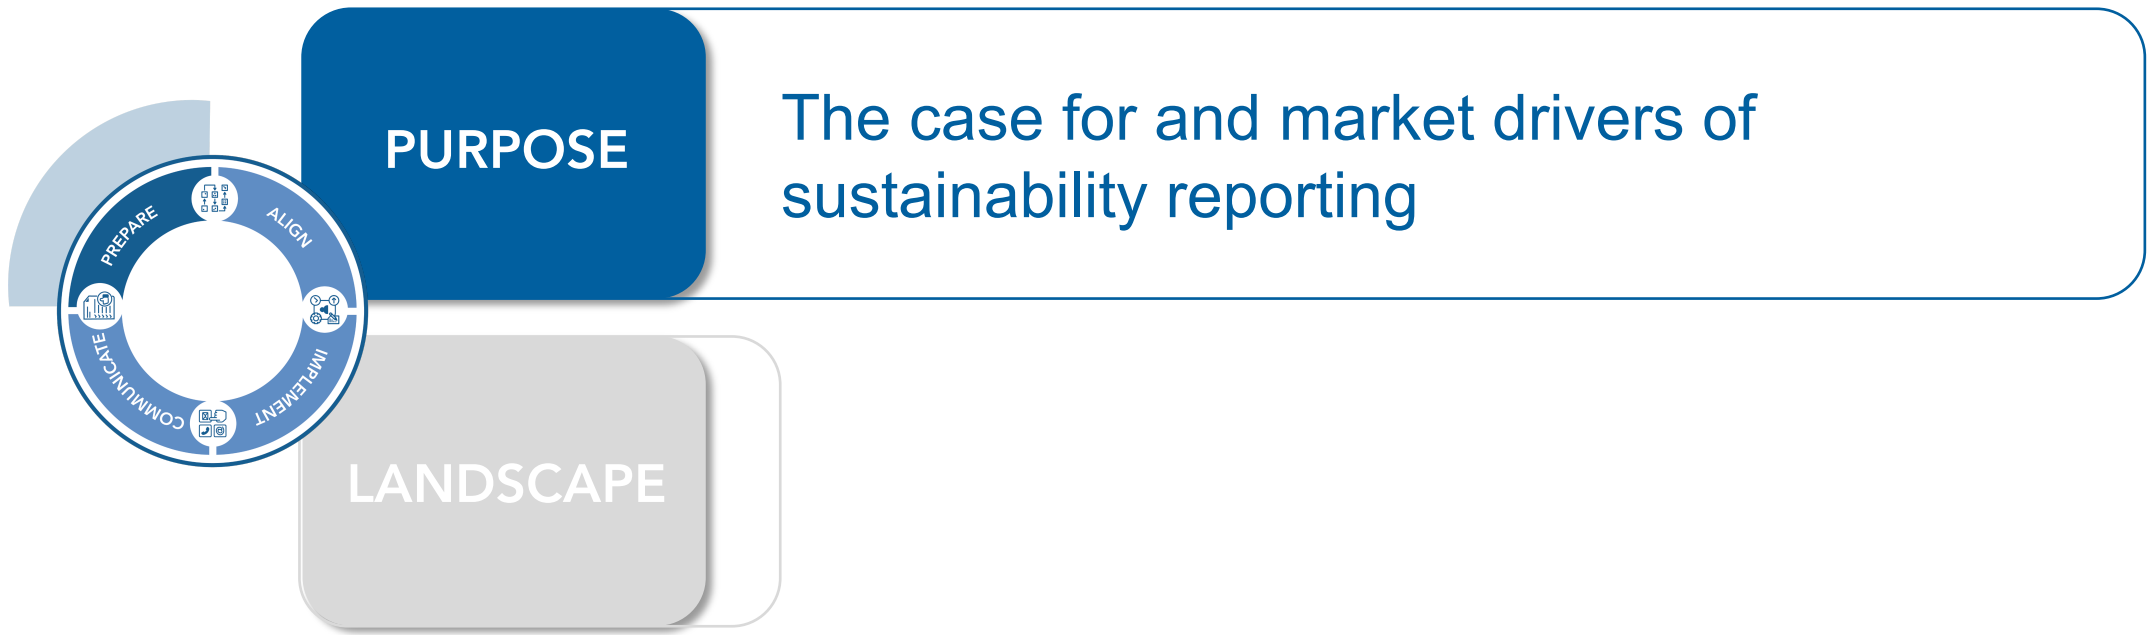 PURPOSE
The case for and market drivers of
sustainability reporting
PREPARE
ALIGN
IMPLEMENT
COMMUNICATE
LANDSCAPE